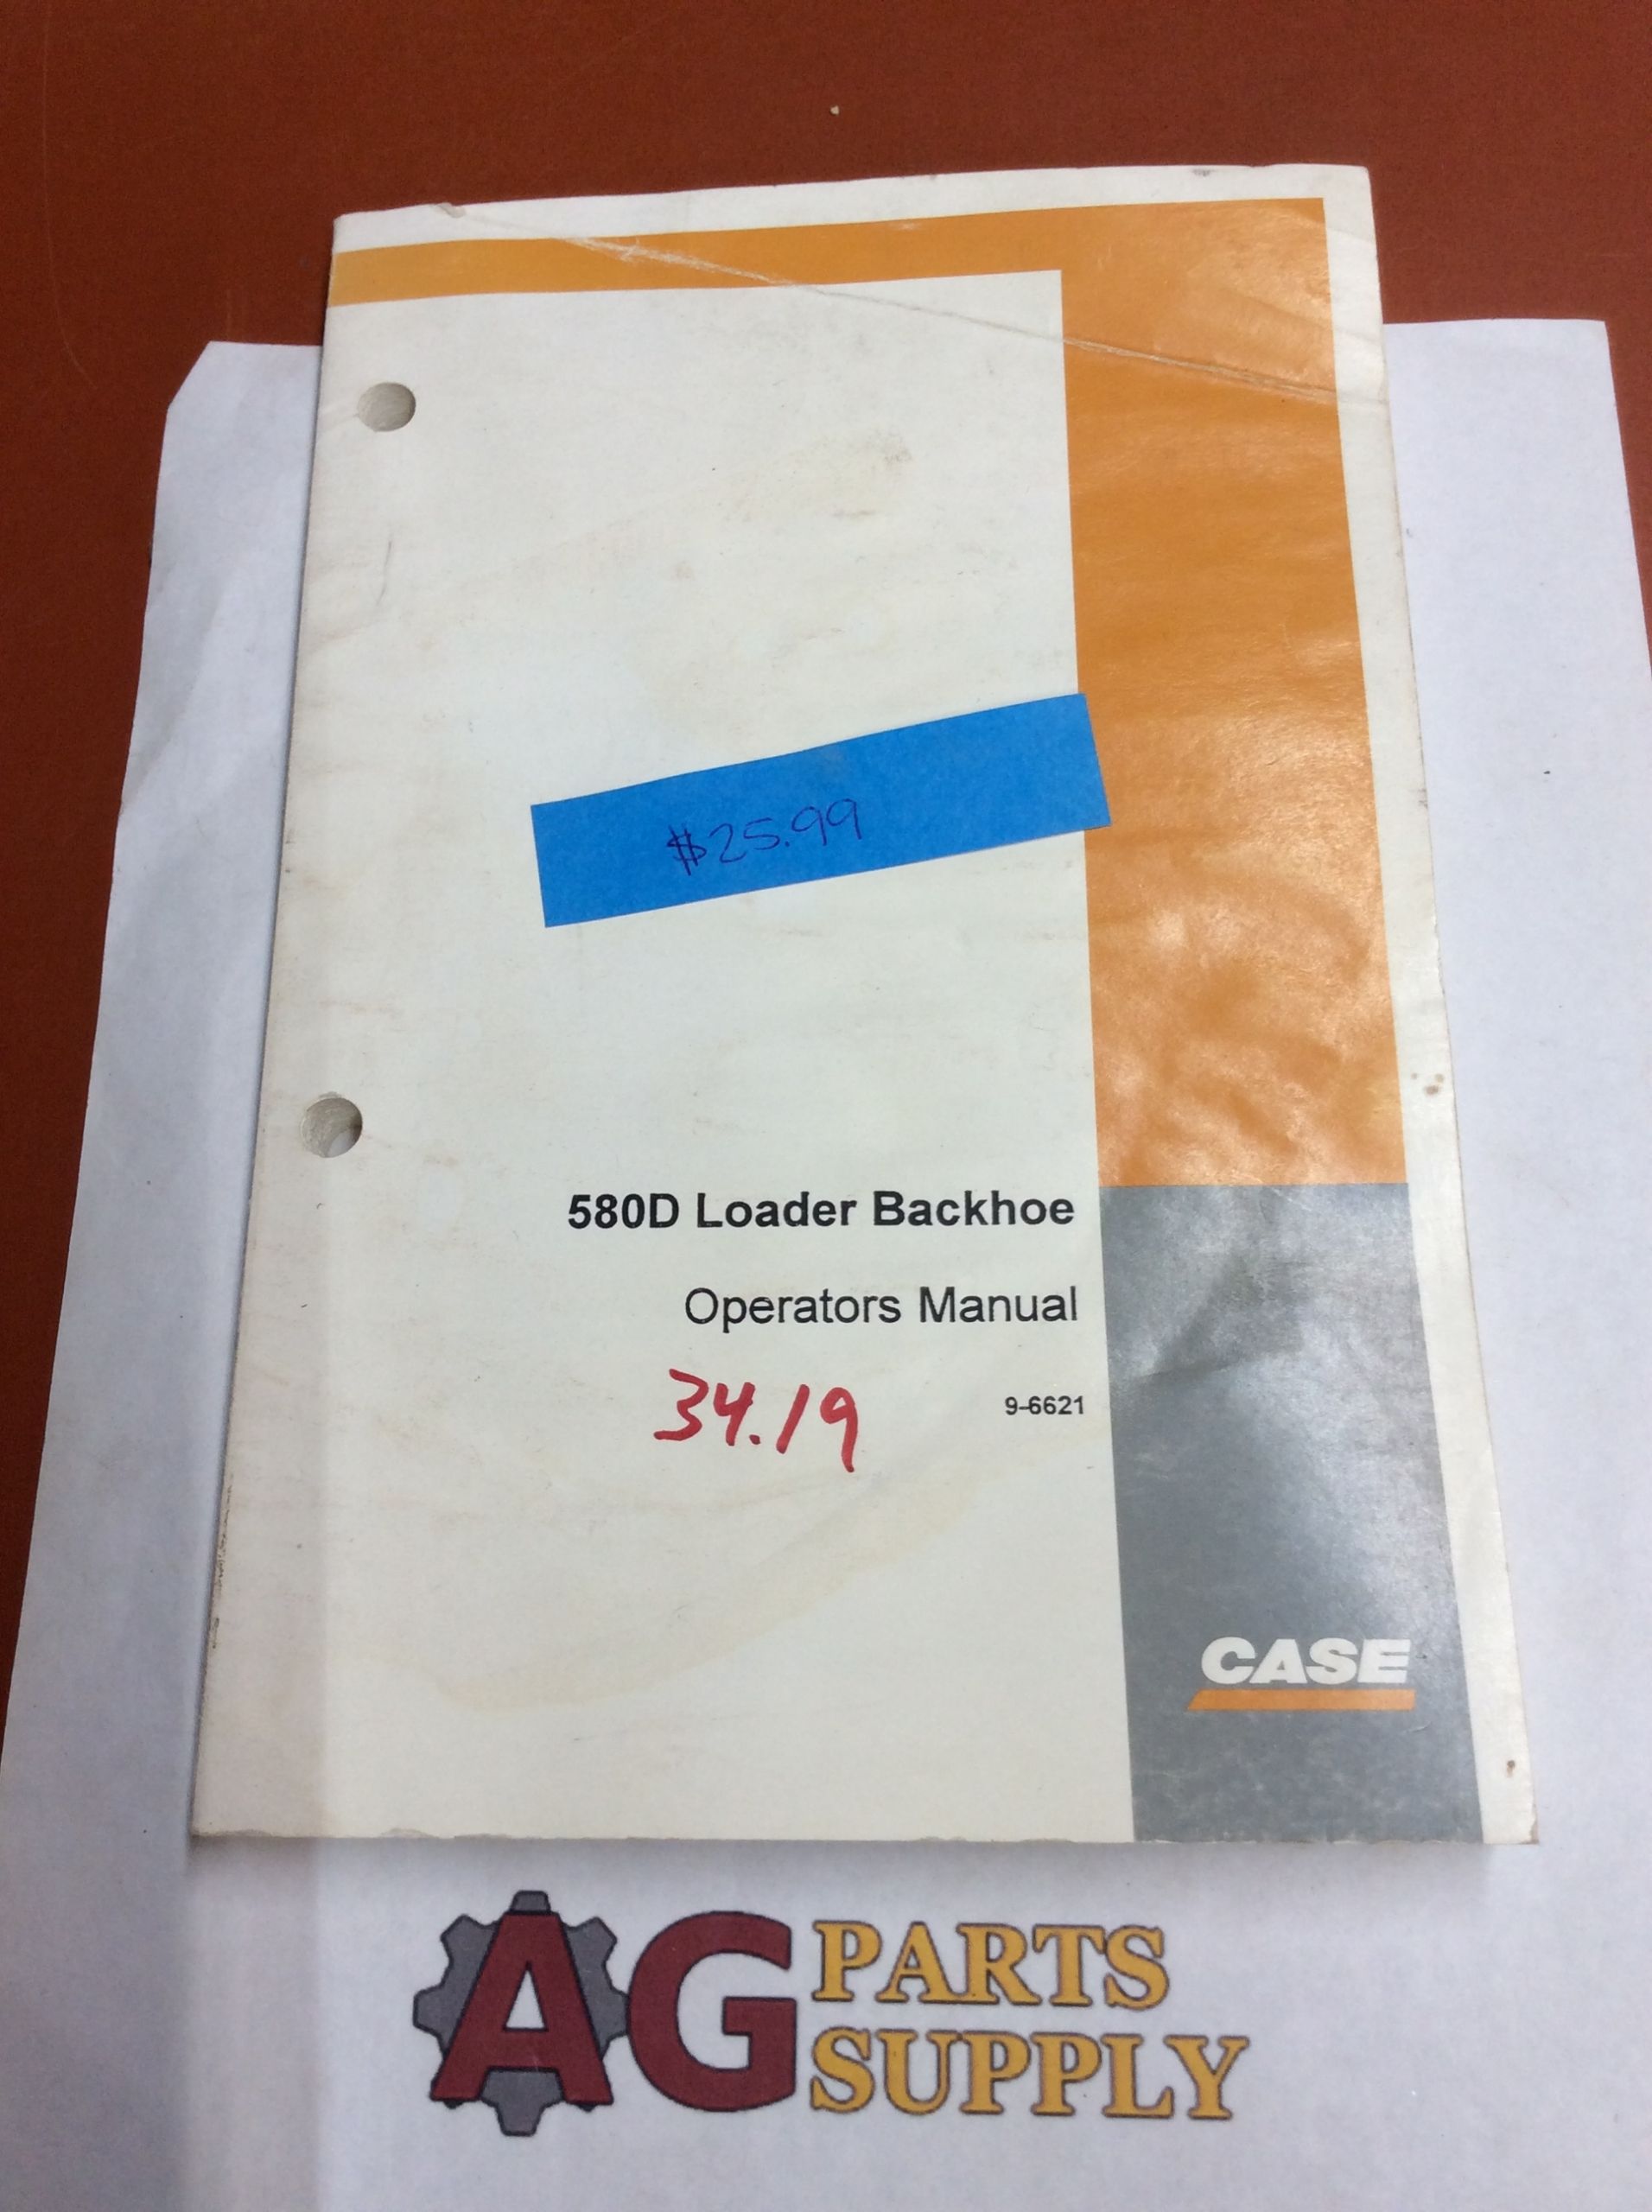 $25.99
580D Loader Backhoe
Operators Manual
34.19
9-6621
CASE
AG PARTS
SUPPLY